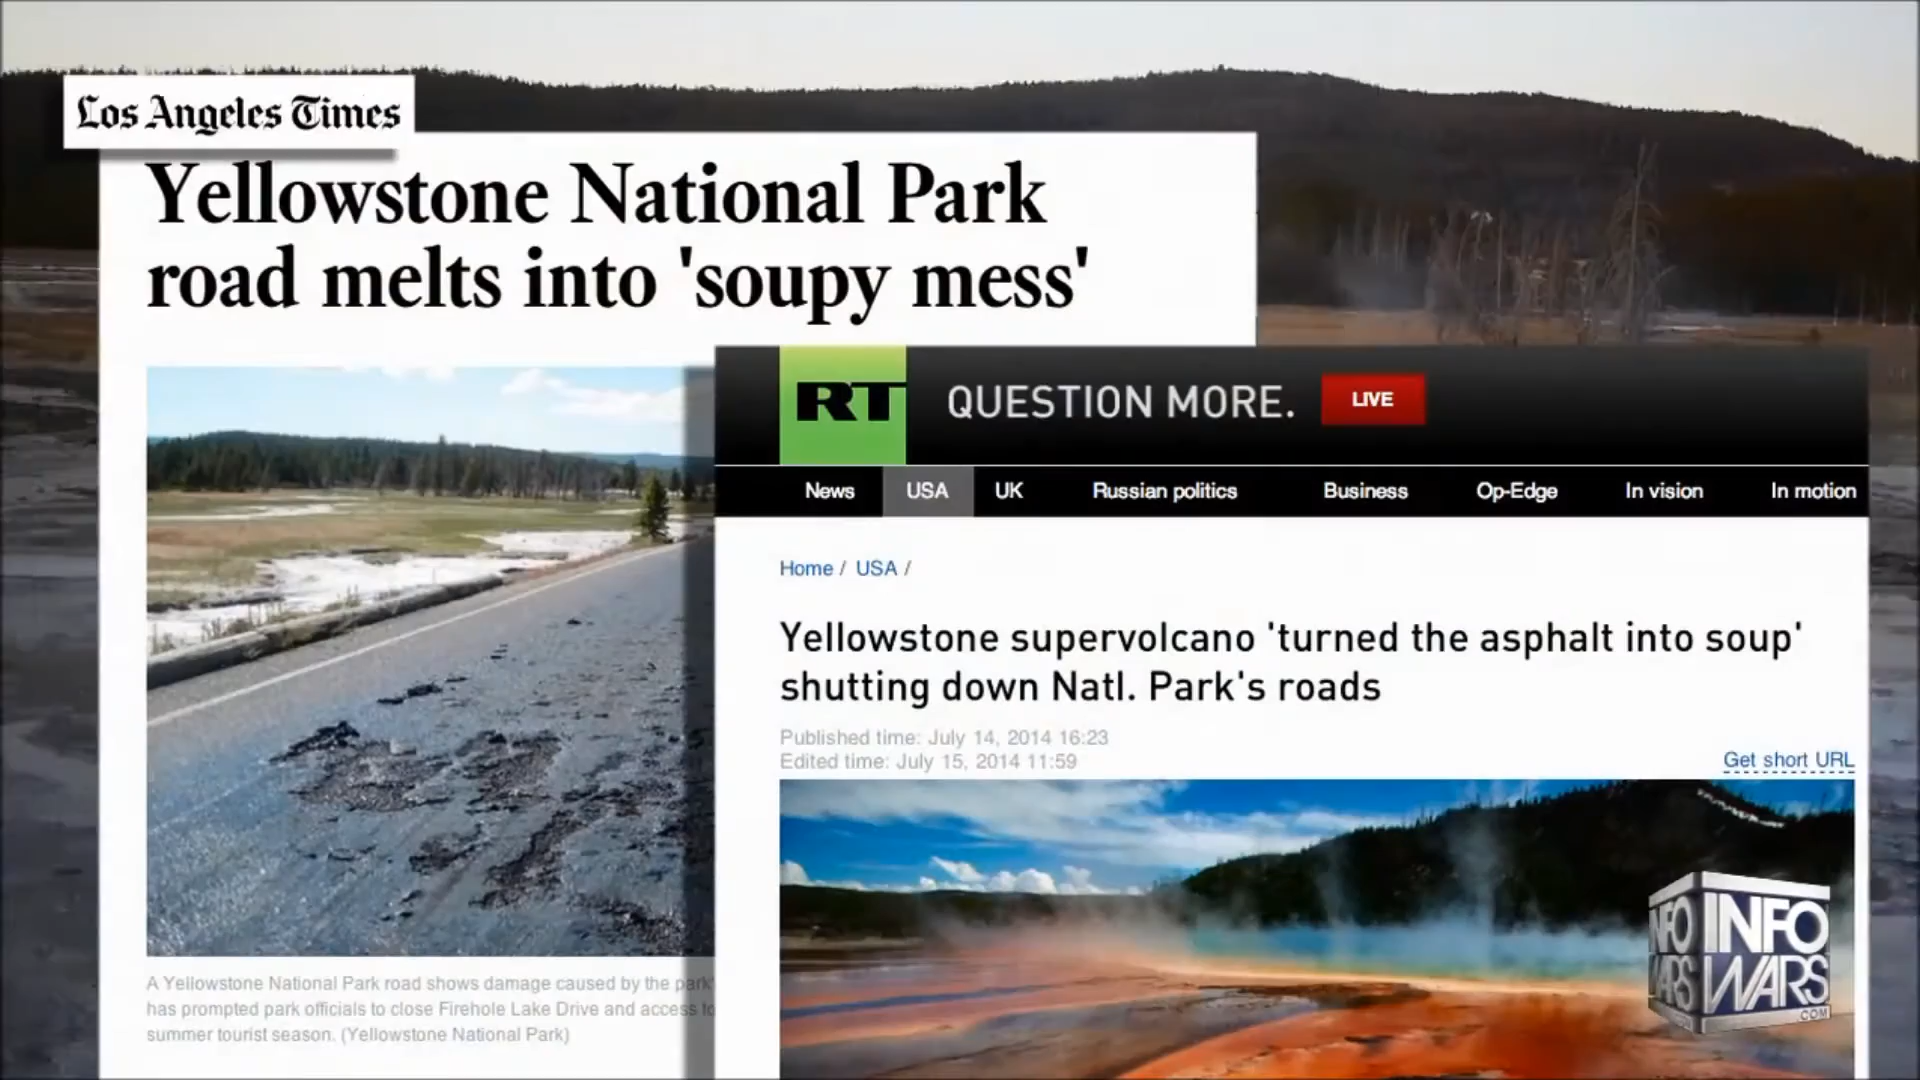 Los Angeles Times
Yellowstone National Park
road melts into 'soupy mess'
A Yellowstone National Park road shows damage caused by the park'
has prompted park officials to close Firehole Lake Drive and access to
summer tourist season. (Yellowstone National Park)
RT QUESTION MORE. LIVE
News USA UK Russian politics Business Op-Edge In vision In motion
Home / USA /
Yellowstone supervolcano 'turned the asphalt into soup'
shutting down Natl. Park's roads
Published time: July 14, 2014 16:23
Edited time: July 15, 2014 11:59
Get short URL
INFO
WARS
INFO
WARS
.COM